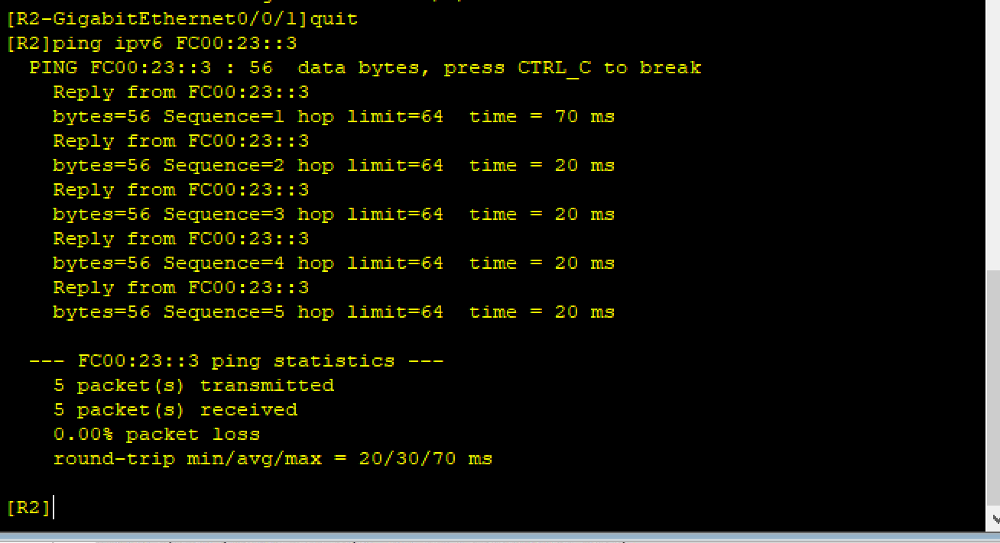 [R2-GigabitEthernet0/0/1]quit
[R2]ping ipv6 FC00:23::3
PING FC00:23::3 : 56 data bytes, press CTRL_C to break
Reply from FC00:23::3
bytes=56 Sequence=1 hop limit=64 time = 70 ms
Reply from FC00:23::3
bytes=56 Sequence=2 hop limit=64 time = 20 ms
Reply from FC00:23::3
bytes=56 Sequence=3 hop limit=64 time = 20 ms
Reply from FC00:23::3
bytes=56 Sequence=4 hop limit=64 time = 20 ms
Reply from FC00:23::3
bytes=56 Sequence=5 hop limit=64 time = 20 ms
--- FC00:23::3 ping statistics ---
5 packet(s) transmitted
5 packet(s) received
0.00% packet loss
round-trip min/avg/max = 20/30/70 ms
[R2]